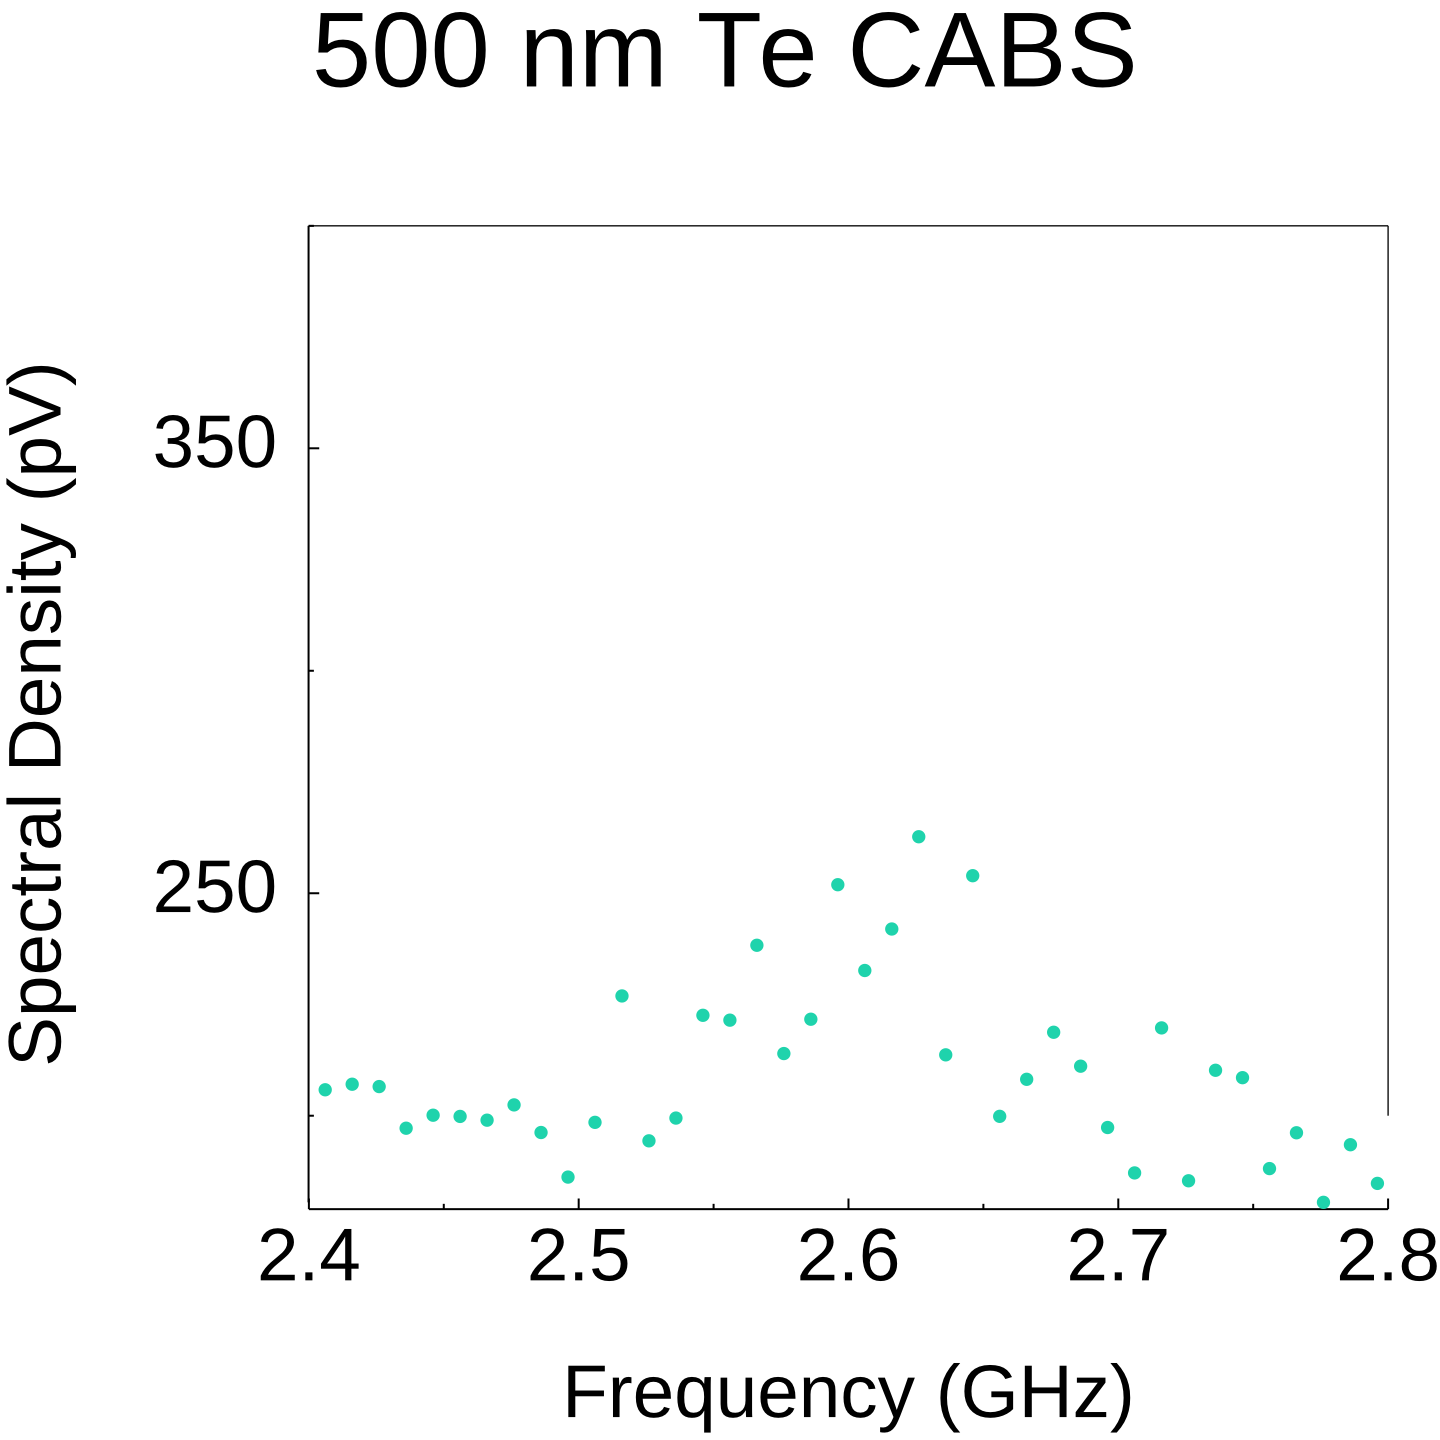 500 nm Te CABS
Spectral Density (pV)
350
250
2.4 2.5 2.6 2.7 2.8
Frequency (GHz)